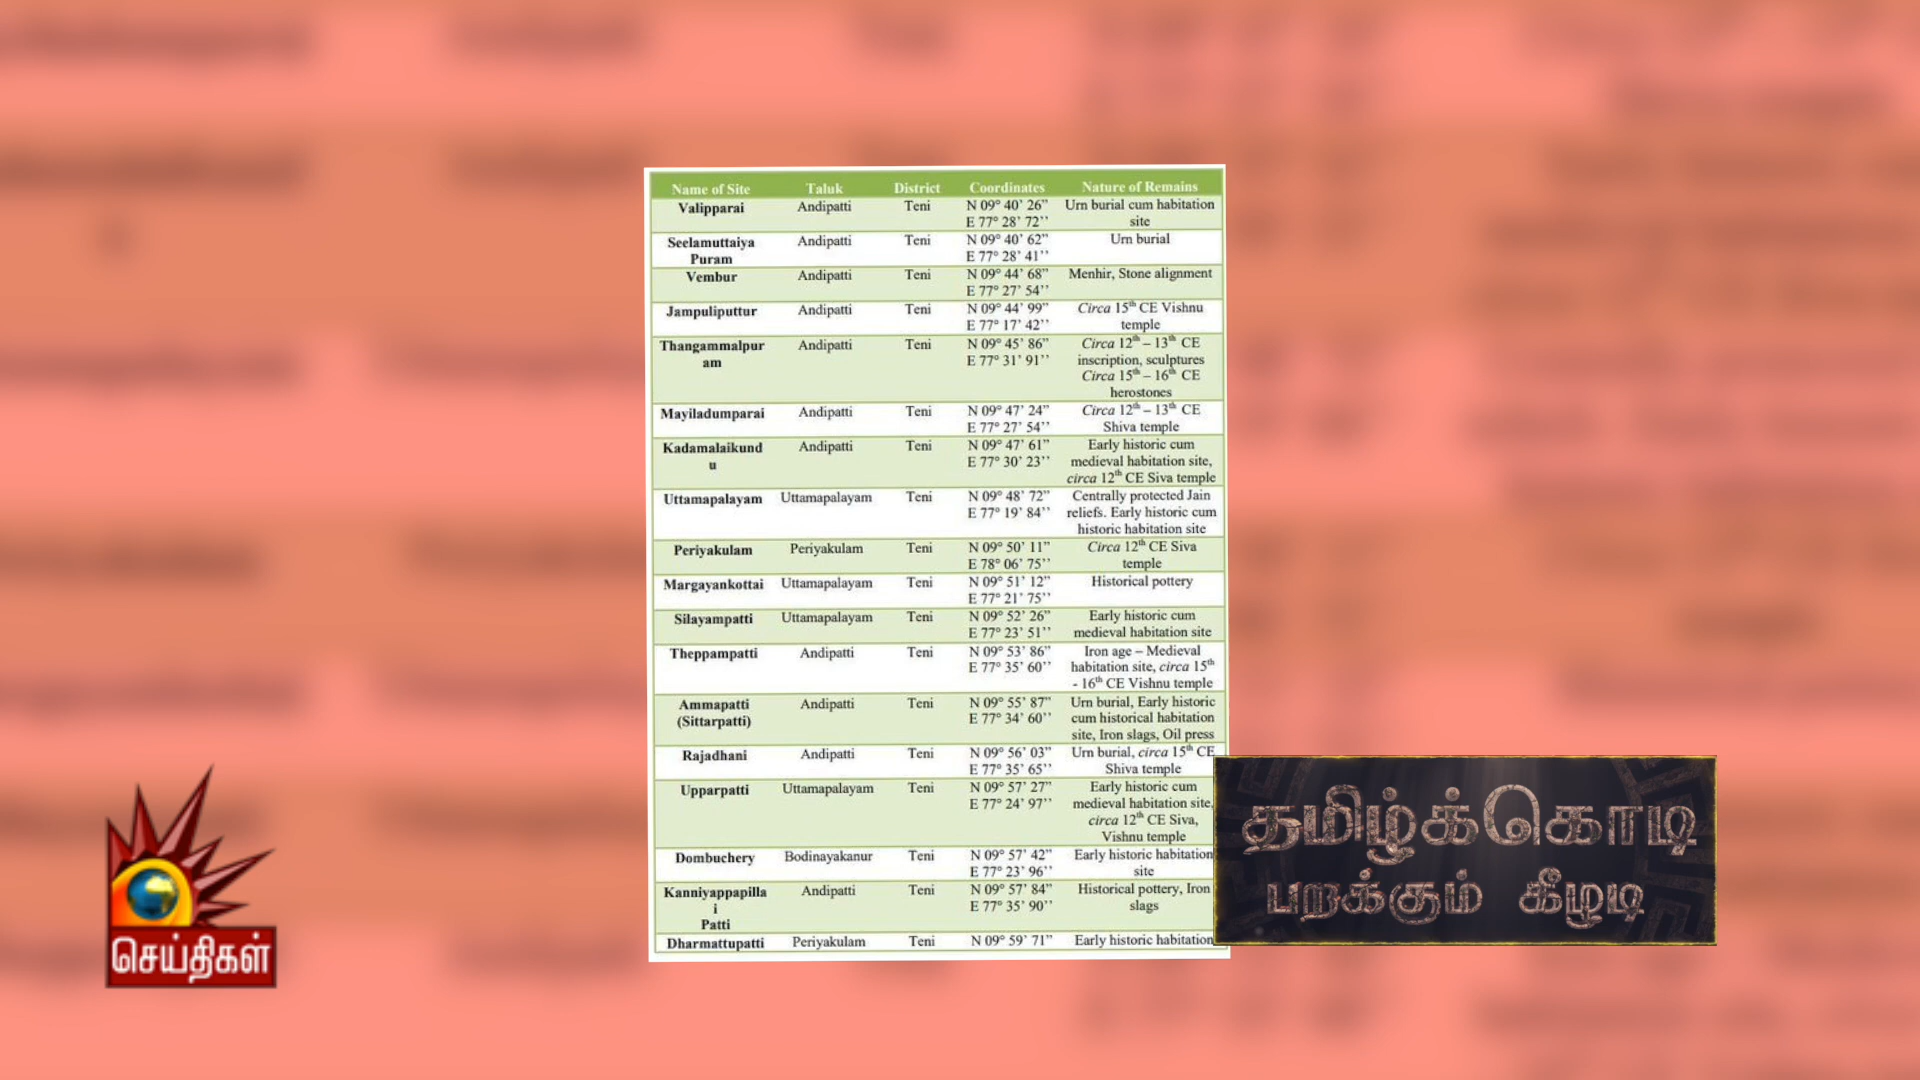 Name of Site Taluk District Coordinates Nature of Remains
Valipparai Andipatti Teni N 09° 40’ 26” Urn burial cum habitation
E 77° 28’ 72’’ site
Seelamuttaiya Andipatti Teni N 09° 40’ 62” Urn burial
Puram E 77° 28’ 41’’
Vembur Andipatti Teni N 09° 44’ 68” Menhir, Stone alignment
E 77° 27’ 54’’
Jampuliputtur Andipatti Teni N 09° 44’ 99” Circa 15th CE Vishnu
E 77° 17’ 42’’ temple
Thangammalpur Andipatti Teni N 09° 45’ 86” Circa 12th – 13th CE
am E 77° 31’ 91’’ inscription, sculptures
Circa 15th – 16th CE
herostones
Mayiladumparai Andipatti Teni N 09° 47’ 24” Circa 12th – 13th CE
E 77° 27’ 54’’ Shiva temple
Kadamalaikund Andipatti Teni N 09° 47’ 61” Early historic cum
u E 77° 30’ 23’’ medieval habitation site,
circa 12th CE Siva temple
Uttamapalayam Uttamapalayam Teni N 09° 48’ 72” Centrally protected Jain
E 77° 19’ 84’’ reliefs. Early historic cum
historic habitation site
Periyakulam Periyakulam Teni N 09° 50’ 11” Circa 12th CE Siva
E 78° 06’ 75’’ temple
Margayankottai Uttamapalayam Teni N 09° 51’ 12” Historical pottery
E 77° 21’ 75’’
Silayampatti Uttamapalayam Teni N 09° 52’ 26” Early historic cum
E 77° 23’ 51’’ medieval habitation site
Theppampatti Andipatti Teni N 09° 53’ 86” Iron age – Medieval
E 77° 35’ 60’’ habitation site, circa 15th
- 16th CE Vishnu temple
Ammapatti Andipatti Teni N 09° 55’ 87” Urn burial, Early historic
(Sittarpatti) E 77° 34’ 60’’ cum historical habitation
site, Iron slags, Oil press
Rajadhani Andipatti Teni N 09° 56’ 03” Urn burial, circa 15th CE
E 77° 35’ 65’’ Shiva temple
Upparpatti Uttamapalayam Teni N 09° 57’ 27” Early historic cum
E 77° 24’ 97’’ medieval habitation site,
circa 12th CE Siva,
Vishnu temple
Dombuchery Bodinayakanur Teni N 09° 57’ 42” Early historic habitation
E 77° 23’ 96’’ site
Kanniyappapilla Andipatti Teni N 09° 57’ 84” Historical pottery, Iron
i E 77° 35’ 90’’ slags
Patti
Dharmattupatti Periyakulam Teni N 09° 59’ 71” Early historic habitation
தமிழ்க்கொடி
பறக்கும் கீழடி
செய்திகள்